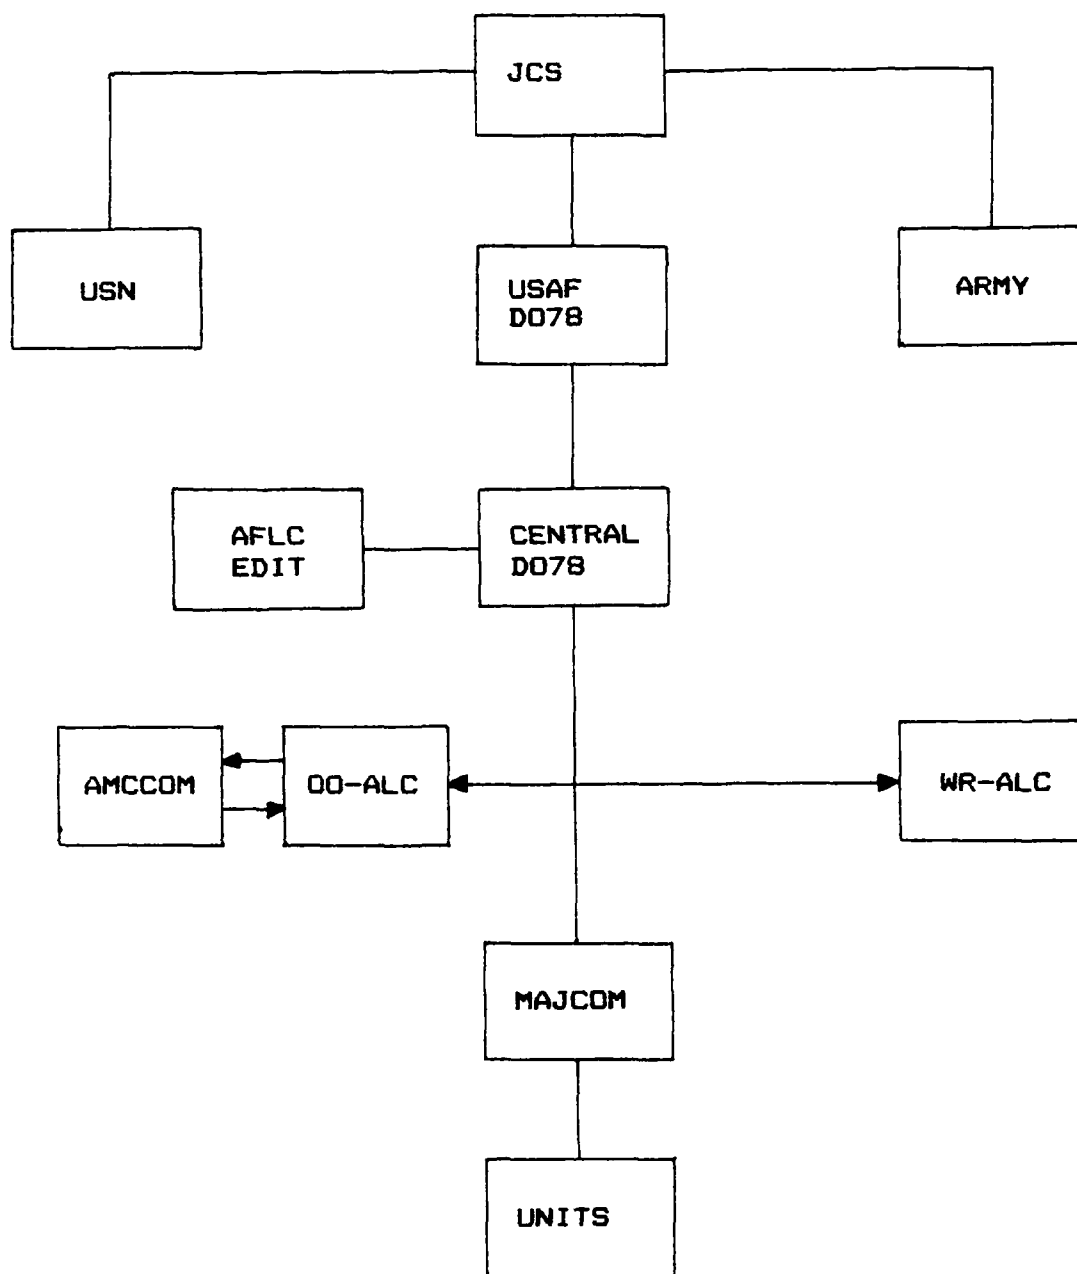 JCS
USN
USAF
D078
ARMY
AFLC
EDIT
CENTRAL
D078
AMCCOM
OO-ALC
WR-ALC
MAJCOM
UNITS